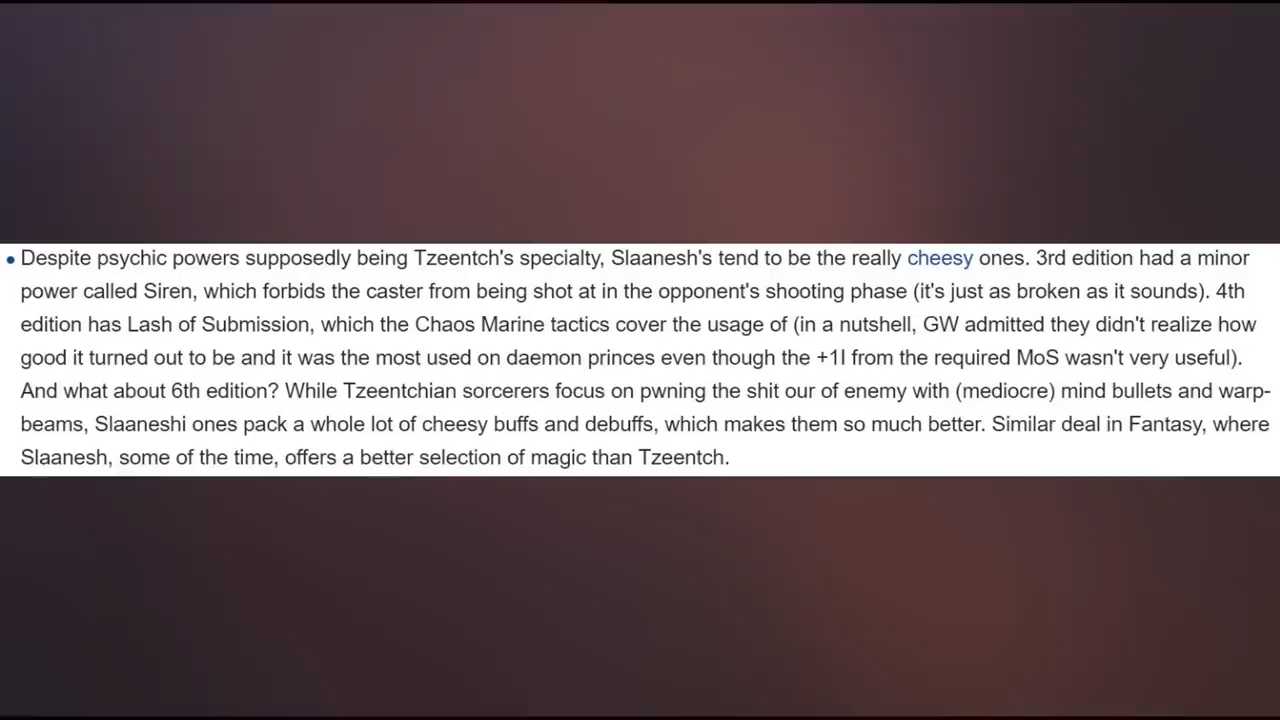 • Despite psychic powers supposedly being Tzeentch's specialty, Slaanesh's tend to be the really cheesy ones. 3rd edition had a minor
power called Siren, which forbids the caster from being shot at in the opponent's shooting phase (it's just as broken as it sounds). 4th
edition has Lash of Submission, which the Chaos Marine tactics cover the usage of (in a nutshell, GW admitted they didn't realize how
good it turned out to be and it was the most used on daemon princes even though the +1I from the required MoS wasn't very useful).
And what about 6th edition? While Tzeentchian sorcerers focus on pwning the shit our of enemy with (mediocre) mind bullets and warp-
beams, Slaaneshi ones pack a whole lot of cheesy buffs and debuffs, which makes them so much better. Similar deal in Fantasy, where
Slaanesh, some of the time, offers a better selection of magic than Tzeentch.